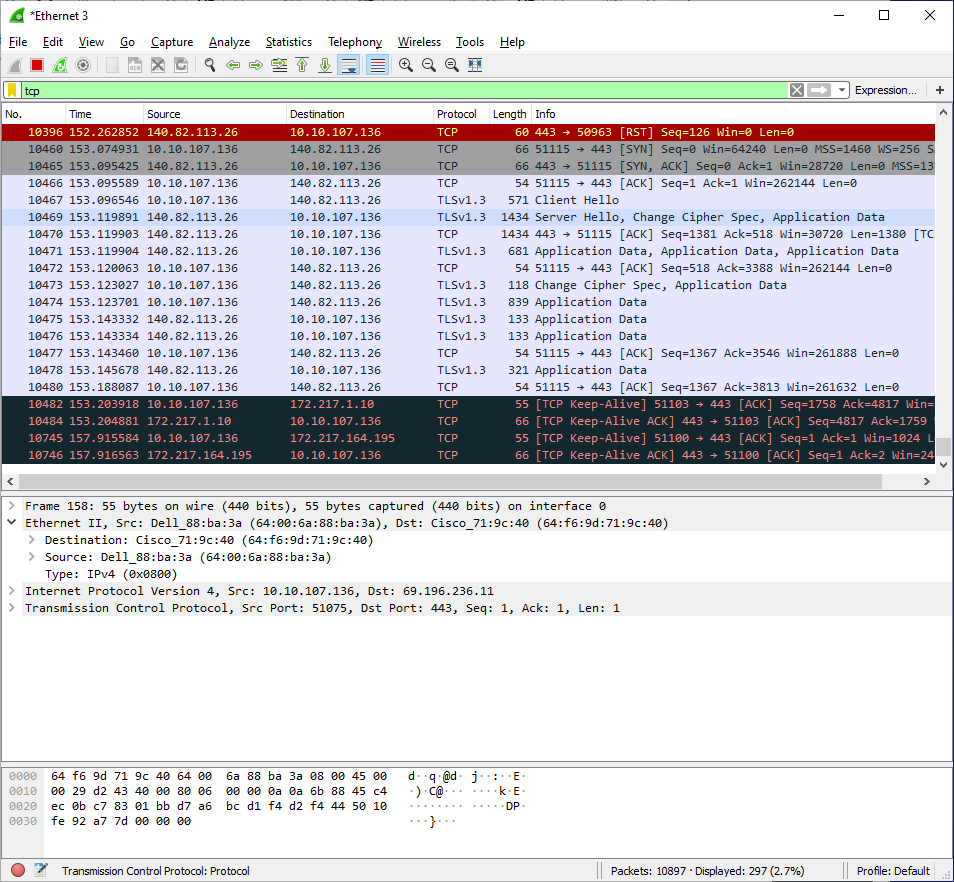 *Ethernet 3
File Edit View Go Capture Analyze Statistics Telephony Wireless Tools Help
tcp Expression... +
No. Time Source Destination Protocol Length Info
10396 152.262852 140.82.113.26 10.10.107.136 TCP 60 443 → 50963 [RST] Seq=126 Win=0 Len=0
10460 153.074931 10.10.107.136 140.82.113.26 TCP 66 51115 → 443 [SYN] Seq=0 Win=64240 Len=0 MSS=1460 WS=256 S
10465 153.095425 140.82.113.26 10.10.107.136 TCP 66 443 → 51115 [SYN, ACK] Seq=0 Ack=1 Win=28720 Len=0 MSS=13
10466 153.095589 10.10.107.136 140.82.113.26 TCP 54 51115 → 443 [ACK] Seq=1 Ack=1 Win=262144 Len=0
10467 153.096546 10.10.107.136 140.82.113.26 TLSv1.3 571 Client Hello
10469 153.119891 140.82.113.26 10.10.107.136 TLSv1.3 1434 Server Hello, Change Cipher Spec, Application Data
10470 153.119903 140.82.113.26 10.10.107.136 TCP 1434 443 → 51115 [ACK] Seq=1381 Ack=518 Win=30720 Len=1380 [TC
10471 153.119904 140.82.113.26 10.10.107.136 TLSv1.3 681 Application Data, Application Data, Application Data
10472 153.120063 10.10.107.136 140.82.113.26 TCP 54 51115 → 443 [ACK] Seq=518 Ack=3388 Win=262144 Len=0
10473 153.123027 10.10.107.136 140.82.113.26 TLSv1.3 118 Change Cipher Spec, Application Data
10474 153.123701 10.10.107.136 140.82.113.26 TLSv1.3 839 Application Data
10475 153.143332 140.82.113.26 10.10.107.136 TLSv1.3 133 Application Data
10476 153.143334 140.82.113.26 10.10.107.136 TLSv1.3 133 Application Data
10477 153.143460 10.10.107.136 140.82.113.26 TCP 54 51115 → 443 [ACK] Seq=1367 Ack=3546 Win=261888 Len=0
10478 153.145678 140.82.113.26 10.10.107.136 TLSv1.3 321 Application Data
10480 153.188087 10.10.107.136 140.82.113.26 TCP 54 51115 → 443 [ACK] Seq=1367 Ack=3813 Win=261632 Len=0
10482 153.203918 10.10.107.136 172.217.1.10 TCP 55 [TCP Keep-Alive] 51103 → 443 [ACK] Seq=1758 Ack=4817 Win=
10484 153.204881 172.217.1.10 10.10.107.136 TCP 66 [TCP Keep-Alive ACK] 443 → 51103 [ACK] Seq=4817 Ack=1759
10745 157.915584 10.10.107.136 172.217.164.195 TCP 55 [TCP Keep-Alive] 51100 → 443 [ACK] Seq=1 Ack=1 Win=1024 L
10746 157.916563 172.217.164.195 10.10.107.136 TCP 66 [TCP Keep-Alive ACK] 443 → 51100 [ACK] Seq=1 Ack=2 Win=24
Frame 158: 55 bytes on wire (440 bits), 55 bytes captured (440 bits) on interface 0
Ethernet II, Src: Dell_88:ba:3a (64:00:6a:88:ba:3a), Dst: Cisco_71:9c:40 (64:f6:9d:71:9c:40)
Destination: Cisco_71:9c:40 (64:f6:9d:71:9c:40)
Source: Dell_88:ba:3a (64:00:6a:88:ba:3a)
Type: IPv4 (0x0800)
Internet Protocol Version 4, Src: 10.10.107.136, Dst: 69.196.236.11
Transmission Control Protocol, Src Port: 51075, Dst Port: 443, Seq: 1, Ack: 1, Len: 1
0000 64 f6 9d 71 9c 40 64 00 6a 88 ba 3a 08 00 45 00 d··q·@d· j··:··E·
0010 00 29 d2 43 40 00 80 06 00 00 0a 0a 6b 88 45 c4 ·)·C@··· ····k·E·
0020 ec 0b c7 83 01 bb d7 a6 bc d1 f4 d2 f4 44 50 10 ········ ·····DP·
0030 fe 92 a7 7d 00 00 00 ···}···
Transmission Control Protocol: Protocol Packets: 10897 · Displayed: 297 (2.7%) Profile: Default